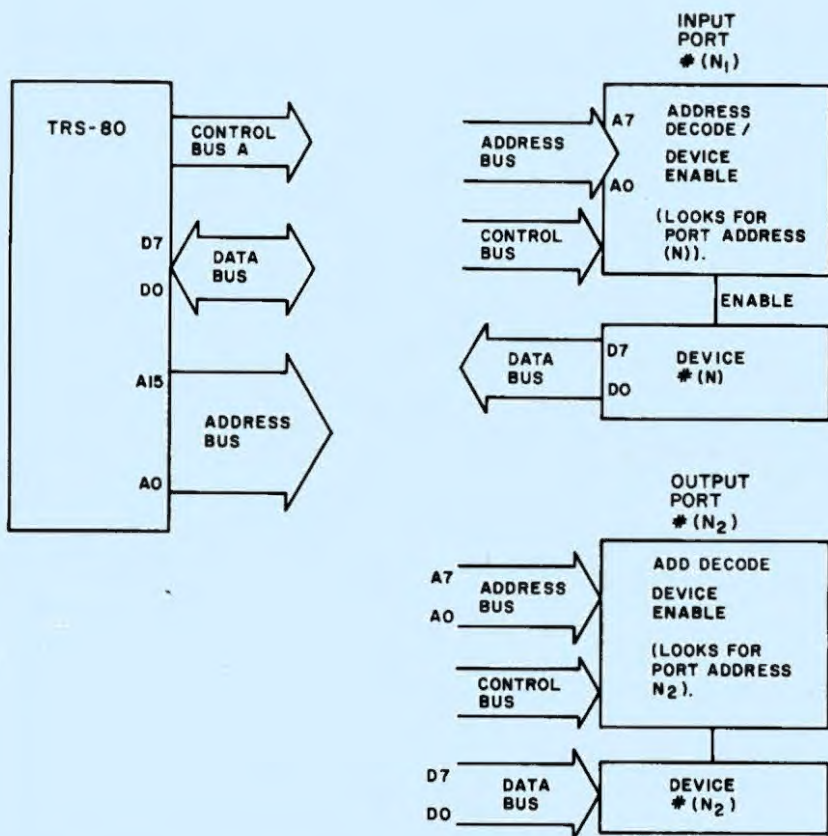 TRS-80
CONTROL
BUS A
D7
DATA
BUS
D0
A15
ADDRESS
BUS
A0
INPUT
PORT
#(N₁)
ADDRESS
BUS
A7
A0
ADDRESS
DECODE /
DEVICE
ENABLE
(LOOKS FOR
PORT ADDRESS
(N)).
CONTROL
BUS
ENABLE
DATA
BUS
D7
D0
DEVICE
#(N)
OUTPUT
PORT
#(N₂)
A7
A0
ADDRESS
BUS
ADD DECODE
DEVICE
ENABLE
(LOOKS FOR
PORT ADDRESS
N₂).
CONTROL
BUS
D7
D0
DATA
BUS
DEVICE
#(N₂)